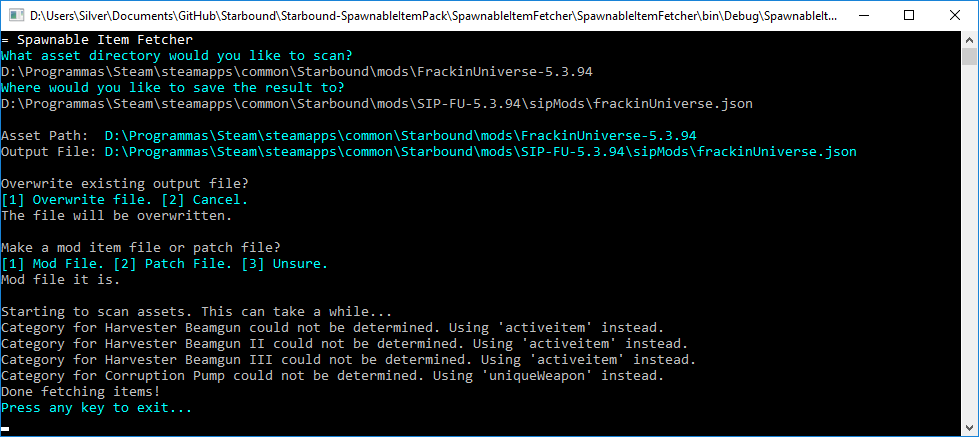 D:\Users\Silver\Documents\GitHub\Starbound\Starbound-SpawnableItemPack\SpawnableItemFetcher\SpawnableItemFetcher\bin\Debug\SpawnableIt...
= Spawnable Item Fetcher
What asset directory would you like to scan?
D:\Programmas\Steam\steamapps\common\Starbound\mods\FrackinUniverse-5.3.94
Where would you like to save the result to?
D:\Programmas\Steam\steamapps\common\Starbound\mods\SIP-FU-5.3.94\sipMods\frackinUniverse.json
Asset Path:  D:\Programmas\Steam\steamapps\common\Starbound\mods\FrackinUniverse-5.3.94
Output File: D:\Programmas\Steam\steamapps\common\Starbound\mods\SIP-FU-5.3.94\sipMods\frackinUniverse.json
Overwrite existing output file?
[1] Overwrite file. [2] Cancel.
The file will be overwritten.
Make a mod item file or patch file?
[1] Mod File. [2] Patch File. [3] Unsure.
Mod file it is.
Starting to scan assets. This can take a while...
Category for Harvester Beamgun could not be determined. Using 'activeitem' instead.
Category for Harvester Beamgun II could not be determined. Using 'activeitem' instead.
Category for Harvester Beamgun III could not be determined. Using 'activeitem' instead.
Category for Corruption Pump could not be determined. Using 'uniqueWeapon' instead.
Done fetching items!
Press any key to exit...